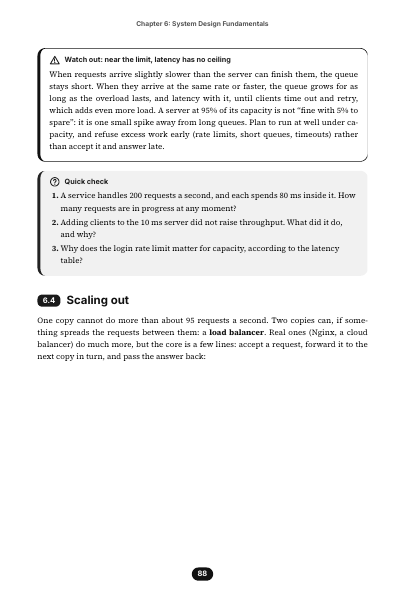 Chapter 6: System Design Fundamentals
Watch out: near the limit, latency has no ceiling
When requests arrive slightly slower than the server can finish them, the queue
stays short. When they arrive at the same rate or faster, the queue grows for as
long as the overload lasts, and latency with it, until clients time out and retry,
which adds even more load. A server at 95% of its capacity is not “fine with 5% to
spare”: it is one small spike away from long queues. Plan to run at well under ca-
pacity, and refuse excess work early (rate limits, short queues, timeouts) rather
than accept it and answer late.
Quick check
1. A service handles 200 requests a second, and each spends 80 ms inside it. How
many requests are in progress at any moment?
2. Adding clients to the 10 ms server did not raise throughput. What did it do,
and why?
3. Why does the login rate limit matter for capacity, according to the latency
table?
6.4 Scaling out
One copy cannot do more than about 95 requests a second. Two copies can, if some-
thing spreads the requests between them: a load balancer. Real ones (Nginx, a cloud
balancer) do much more, but the core is a few lines: accept a request, forward it to the
next copy in turn, and pass the answer back:
88